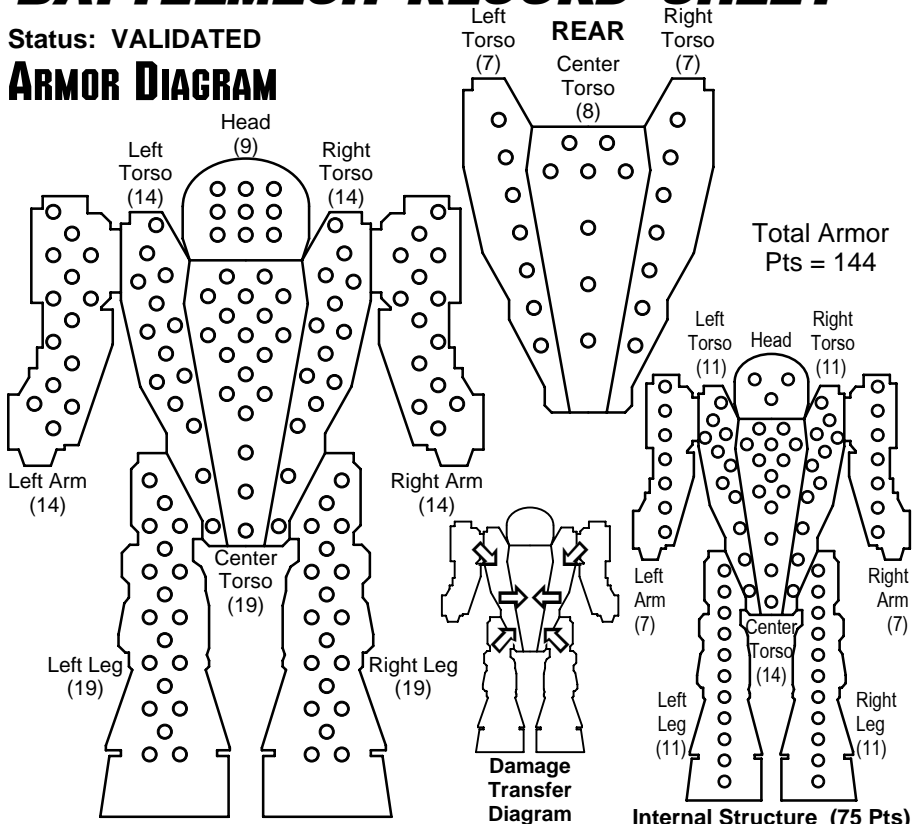 BATTLEMECH RECORD SHEET
Status: VALIDATED
ARMOR DIAGRAM
REAR
Left
Torso
(7)
Center
Torso
(8)
Right
Torso
(7)
Head
(9)
Left
Torso
(14)
Right
Torso
(14)
Total Armor
Pts = 144
Left Arm
(14)
Right Arm
(14)
Center
Torso
(19)
Left Leg
(19)
Right Leg
(19)
Damage
Transfer
Diagram
Left
Torso
(11)
Head
Right
Torso
(11)
Left
Arm
(7)
Right
Arm
(7)
Center
Torso
(14)
Left
Leg
(11)
Right
Leg
(11)
Internal Structure (75 Pts)